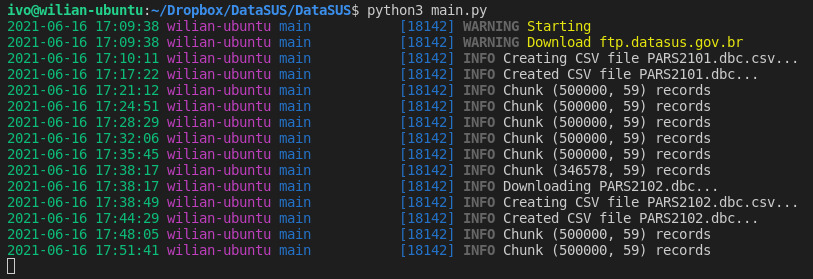 ivo@wilian-ubuntu:~/Dropbox/DataSUS/DataSUS$ python3 main.py
2021-06-16 17:09:38 wilian-ubuntu main [18142] WARNING Starting
2021-06-16 17:09:38 wilian-ubuntu main [18142] WARNING Download ftp.datasus.gov.br
2021-06-16 17:10:11 wilian-ubuntu main [18142] INFO Creating CSV file PARS2101.dbc.csv...
2021-06-16 17:17:22 wilian-ubuntu main [18142] INFO Created CSV file PARS2101.dbc...
2021-06-16 17:21:12 wilian-ubuntu main [18142] INFO Chunk (500000, 59) records
2021-06-16 17:24:51 wilian-ubuntu main [18142] INFO Chunk (500000, 59) records
2021-06-16 17:28:29 wilian-ubuntu main [18142] INFO Chunk (500000, 59) records
2021-06-16 17:32:06 wilian-ubuntu main [18142] INFO Chunk (500000, 59) records
2021-06-16 17:35:45 wilian-ubuntu main [18142] INFO Chunk (500000, 59) records
2021-06-16 17:38:17 wilian-ubuntu main [18142] INFO Chunk (346578, 59) records
2021-06-16 17:38:17 wilian-ubuntu main [18142] INFO Downloading PARS2102.dbc...
2021-06-16 17:38:49 wilian-ubuntu main [18142] INFO Creating CSV file PARS2102.dbc.csv...
2021-06-16 17:44:29 wilian-ubuntu main [18142] INFO Created CSV file PARS2102.dbc...
2021-06-16 17:48:05 wilian-ubuntu main [18142] INFO Chunk (500000, 59) records
2021-06-16 17:51:41 wilian-ubuntu main [18142] INFO Chunk (500000, 59) records